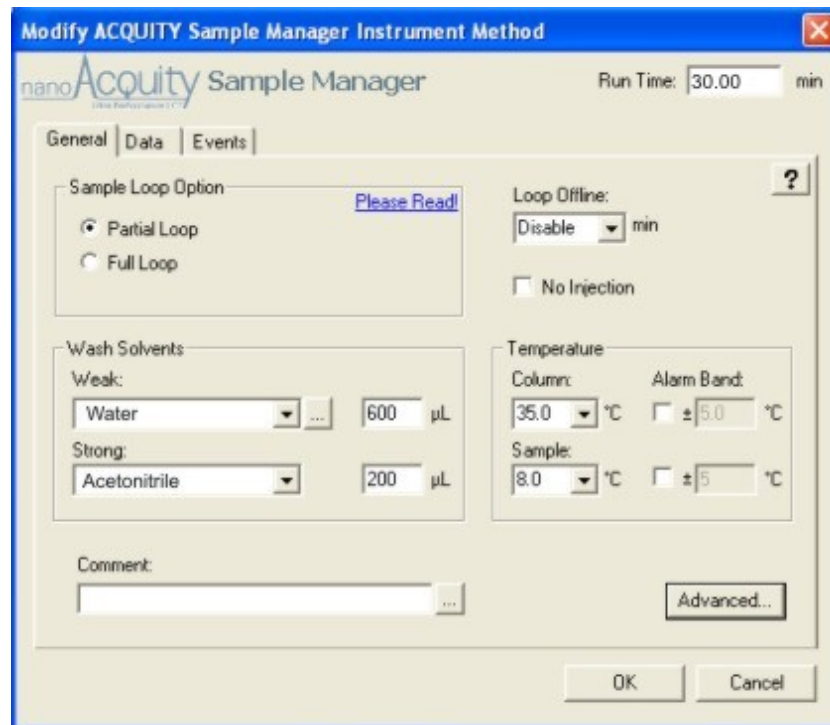 Modify ACQUITY Sample Manager Instrument Method
nanoAcquity Sample Manager
Run Time: 30.00 min
General Data Events
?
Sample Loop Option
Please Read!
Partial Loop
Full Loop
Loop Offline:
Disable min
No Injection
Wash Solvents
Weak:
Water ... 600 µL
Strong:
Acetonitrile 200 µL
Temperature
Column: Alarm Band:
35.0 °C ± 5.0 °C
Sample:
8.0 °C ± 5 °C
Comment:
...
Advanced...
OK Cancel